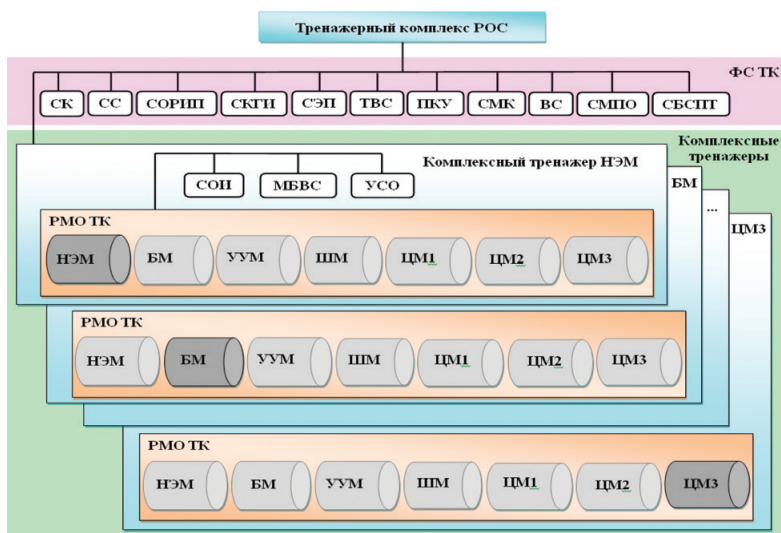 Тренажерный комплекс РОС
ФС ТК
СК СС СОРИП СКГИ СЭП ТВС ПКУ СМК ВС СМПО СБСПТ
Комплексные
тренажеры
Комплексный тренажер НЭМ
СОИ МБВС УСО
БМ
...
ЦМ3
РМО ТК
НЭМ БМ УУМ ШМ ЦМ1 ЦМ2 ЦМ3
РМО ТК
НЭМ БМ УУМ ШМ ЦМ1 ЦМ2 ЦМ3
РМО ТК
НЭМ БМ УУМ ШМ ЦМ1 ЦМ2 ЦМ3